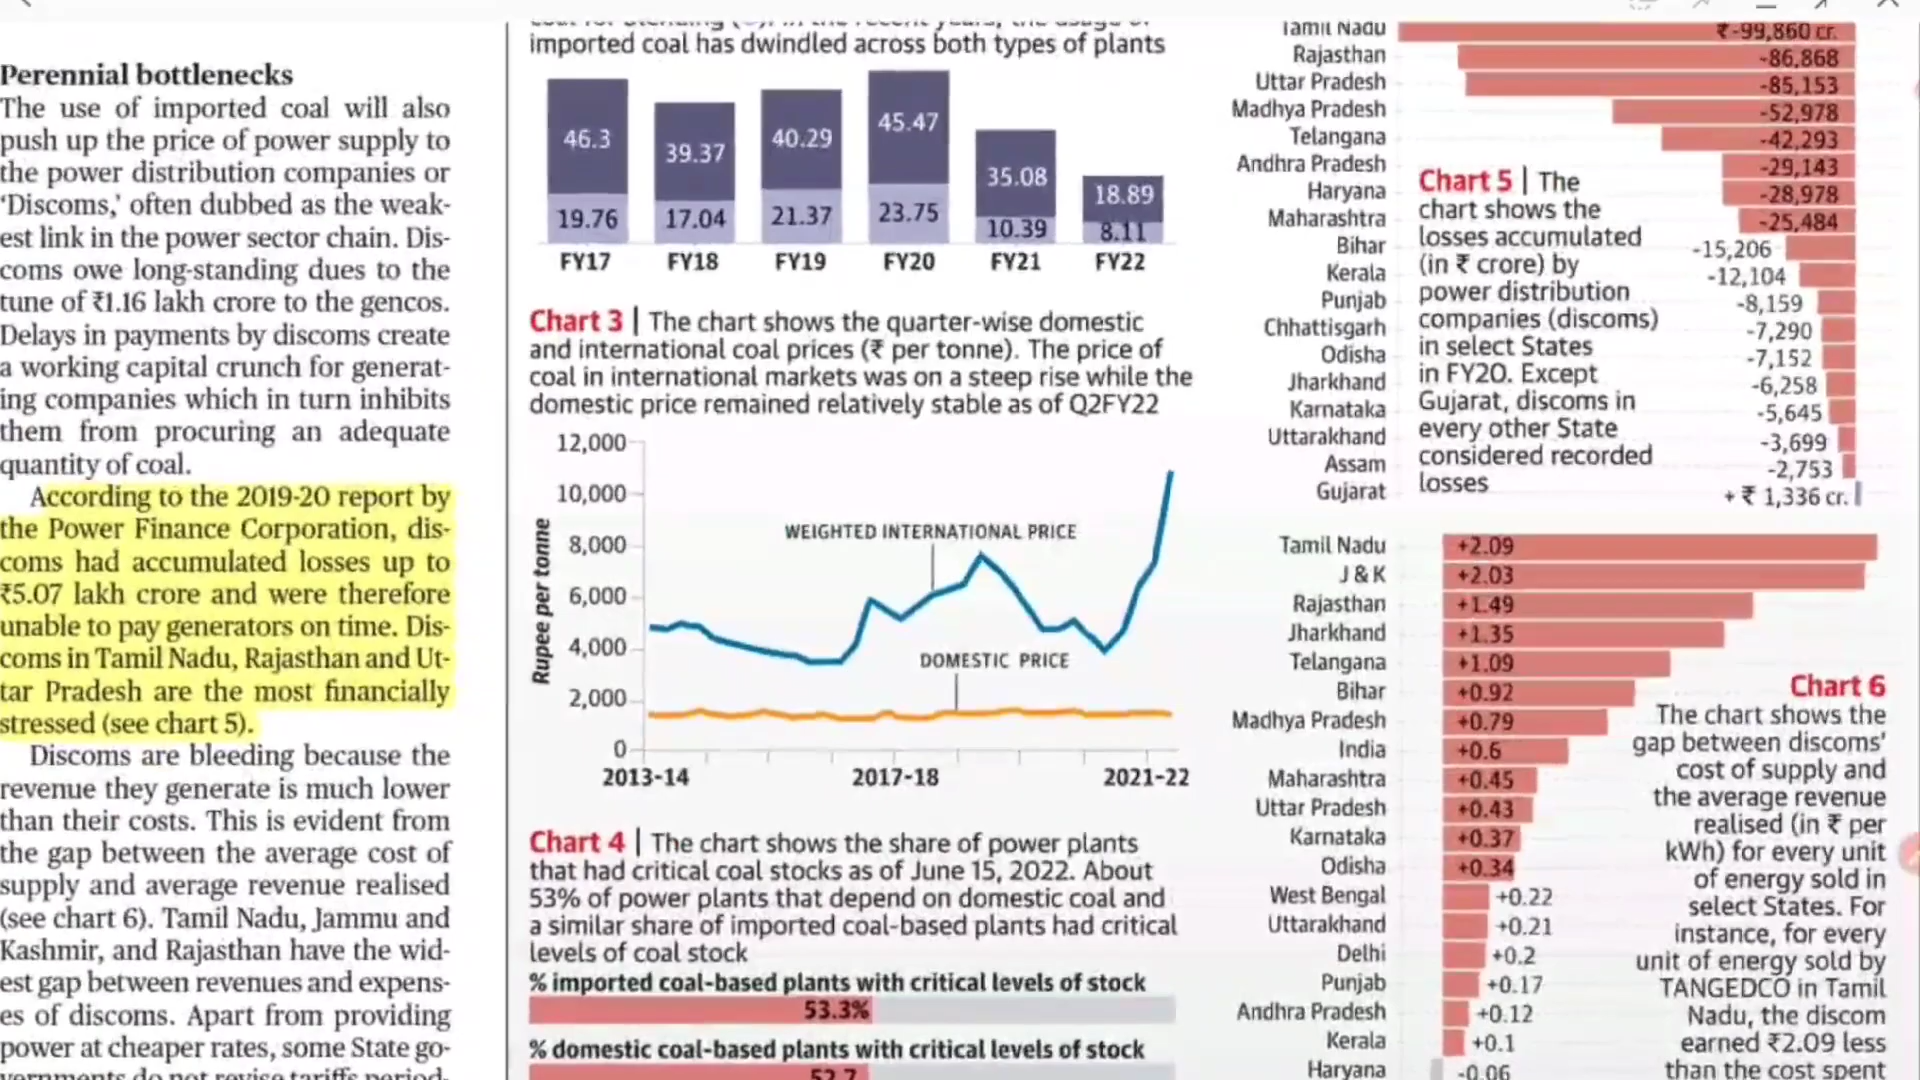 Perennial bottlenecks
The use of imported coal will also
push up the price of power supply to
the power distribution companies or
‘Discoms,’ often dubbed as the weak-
est link in the power sector chain. Dis-
coms owe long-standing dues to the
tune of ₹1.16 lakh crore to the gencos.
Delays in payments by discoms create
a working capital crunch for generat-
ing companies which in turn inhibits
them from procuring an adequate
quantity of coal.
According to the 2019-20 report by
the Power Finance Corporation, dis-
coms had accumulated losses up to
₹5.07 lakh crore and were therefore
unable to pay generators on time. Dis-
coms in Tamil Nadu, Rajasthan and Ut-
tar Pradesh are the most financially
stressed (see chart 5).
Discoms are bleeding because the
revenue they generate is much lower
than their costs. This is evident from
the gap between the average cost of
supply and average revenue realised
(see chart 6). Tamil Nadu, Jammu and
Kashmir, and Rajasthan have the wid-
est gap between revenues and expens-
es of discoms. Apart from providing
power at cheaper rates, some State go-
vernments do not revise tariffs period-
imported coal has dwindled across both types of plants
46.3 39.37 40.29 45.47 35.08 18.89
19.76 17.04 21.37 23.75 10.39 8.11
FY17 FY18 FY19 FY20 FY21 FY22
Chart 3 | The chart shows the quarter-wise domestic
and international coal prices (₹ per tonne). The price of
coal in international markets was on a steep rise while the
domestic price remained relatively stable as of Q2FY22
Rupee per tonne
12,000
10,000
8,000
6,000
4,000
2,000
0
WEIGHTED INTERNATIONAL PRICE
DOMESTIC PRICE
2013-14 2017-18 2021-22
Chart 4 | The chart shows the share of power plants
that had critical coal stocks as of June 15, 2022. About
53% of power plants that depend on domestic coal and
a similar share of imported coal-based plants had critical
levels of coal stock
% imported coal-based plants with critical levels of stock
53.3%
% domestic coal-based plants with critical levels of stock
52.7
Tamil Nadu ₹-99,860 cr.
Rajasthan -86,868
Uttar Pradesh -85,153
Madhya Pradesh -52,978
Telangana -42,293
Andhra Pradesh -29,143
Haryana -28,978
Maharashtra -25,484
Bihar -15,206
Kerala -12,104
Punjab -8,159
Chhattisgarh -7,290
Odisha -7,152
Jharkhand -6,258
Karnataka -5,645
Uttarakhand -3,699
Assam -2,753
Gujarat + ₹ 1,336 cr.
Chart 5 | The
chart shows the
losses accumulated
(in ₹ crore) by
power distribution
companies (discoms)
in select States
in FY20. Except
Gujarat, discoms in
every other State
considered recorded
losses
Tamil Nadu +2.09
J & K +2.03
Rajasthan +1.49
Jharkhand +1.35
Telangana +1.09
Bihar +0.92
Madhya Pradesh +0.79
India +0.6
Maharashtra +0.45
Uttar Pradesh +0.43
Karnataka +0.37
Odisha +0.34
West Bengal +0.22
Uttarakhand +0.21
Delhi +0.2
Punjab +0.17
Andhra Pradesh +0.12
Kerala +0.1
Haryana -0.06
Chart 6
The chart shows the
gap between discoms’
cost of supply and
the average revenue
realised (in ₹ per
kWh) for every unit
of energy sold in
select States. For
instance, for every
unit of energy sold by
TANGEDCO in Tamil
Nadu, the discom
earned ₹2.09 less
than the cost spent